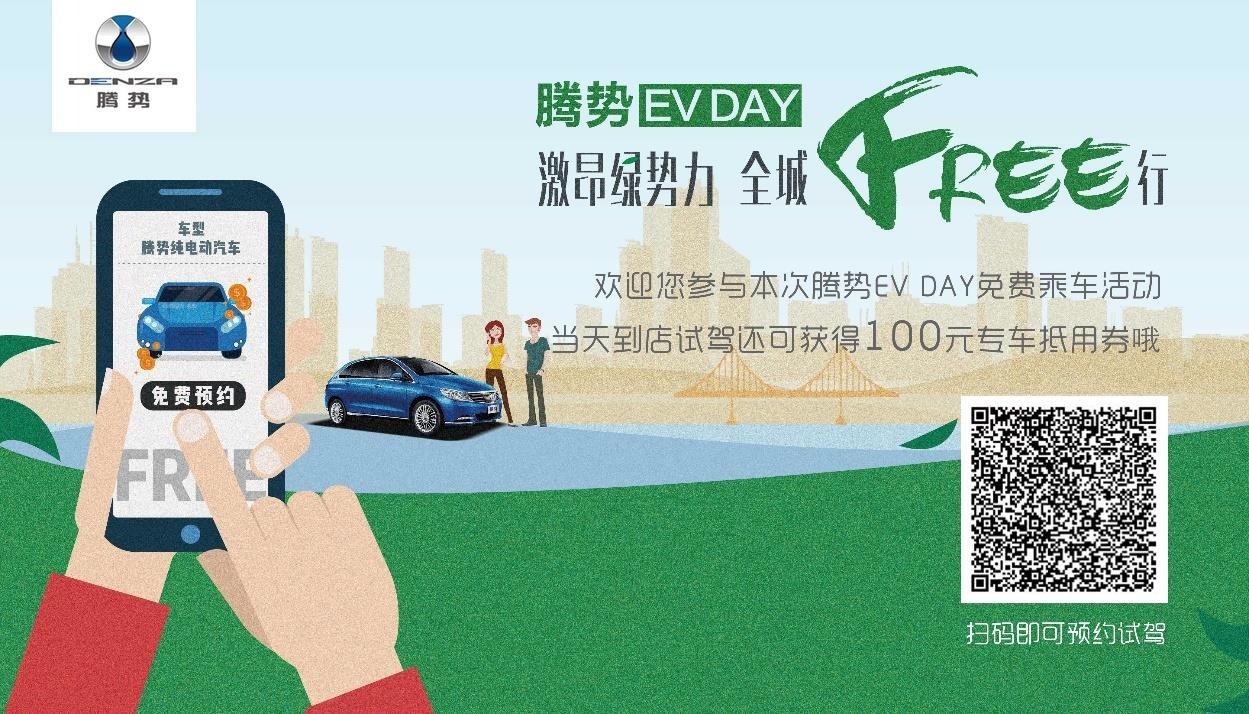 DENZA
腾势
腾势 EV DAY
激昂绿势力 全城FREE行
欢迎您参与本次腾势EV DAY免费乘车活动
当天到店试驾还可获得100元专车抵用券哦
车型
腾势纯电动汽车
免费预约
FREE
扫码即可预约试驾